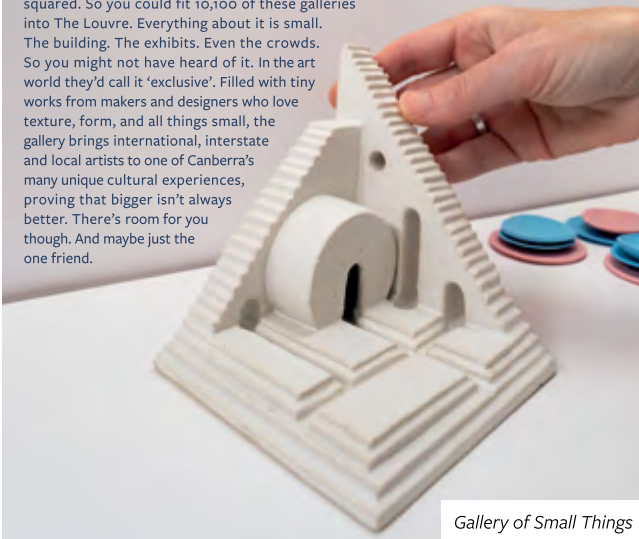 squared. So you could fit 10,100 of these galleries
into The Louvre. Everything about it is small.
The building. The exhibits. Even the crowds.
So you might not have heard of it. In the art
world they’d call it ‘exclusive’. Filled with tiny
works from makers and designers who love
texture, form, and all things small, the
gallery brings international, interstate
and local artists to one of Canberra’s
many unique cultural experiences,
proving that bigger isn’t always
better. There’s room for you
though. And maybe just the
one friend.
Gallery of Small Things